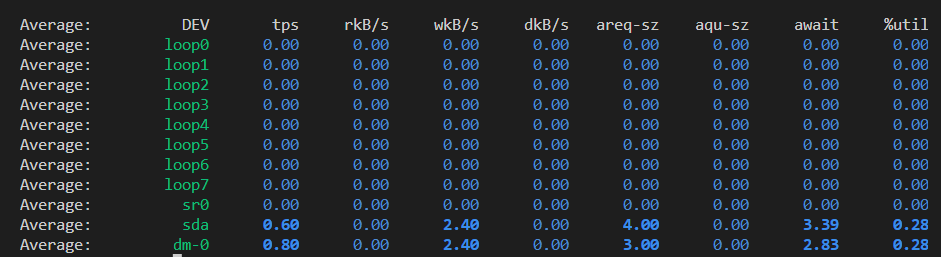 Average: DEV tps rkB/s wkB/s dkB/s areq-sz aqu-sz await %util
Average: loop0 0.00 0.00 0.00 0.00 0.00 0.00 0.00 0.00
Average: loop1 0.00 0.00 0.00 0.00 0.00 0.00 0.00 0.00
Average: loop2 0.00 0.00 0.00 0.00 0.00 0.00 0.00 0.00
Average: loop3 0.00 0.00 0.00 0.00 0.00 0.00 0.00 0.00
Average: loop4 0.00 0.00 0.00 0.00 0.00 0.00 0.00 0.00
Average: loop5 0.00 0.00 0.00 0.00 0.00 0.00 0.00 0.00
Average: loop6 0.00 0.00 0.00 0.00 0.00 0.00 0.00 0.00
Average: loop7 0.00 0.00 0.00 0.00 0.00 0.00 0.00 0.00
Average: sr0 0.00 0.00 0.00 0.00 0.00 0.00 0.00 0.00
Average: sda 0.60 0.00 2.40 0.00 4.00 0.00 3.39 0.28
Average: dm-0 0.80 0.00 2.40 0.00 3.00 0.00 2.83 0.28